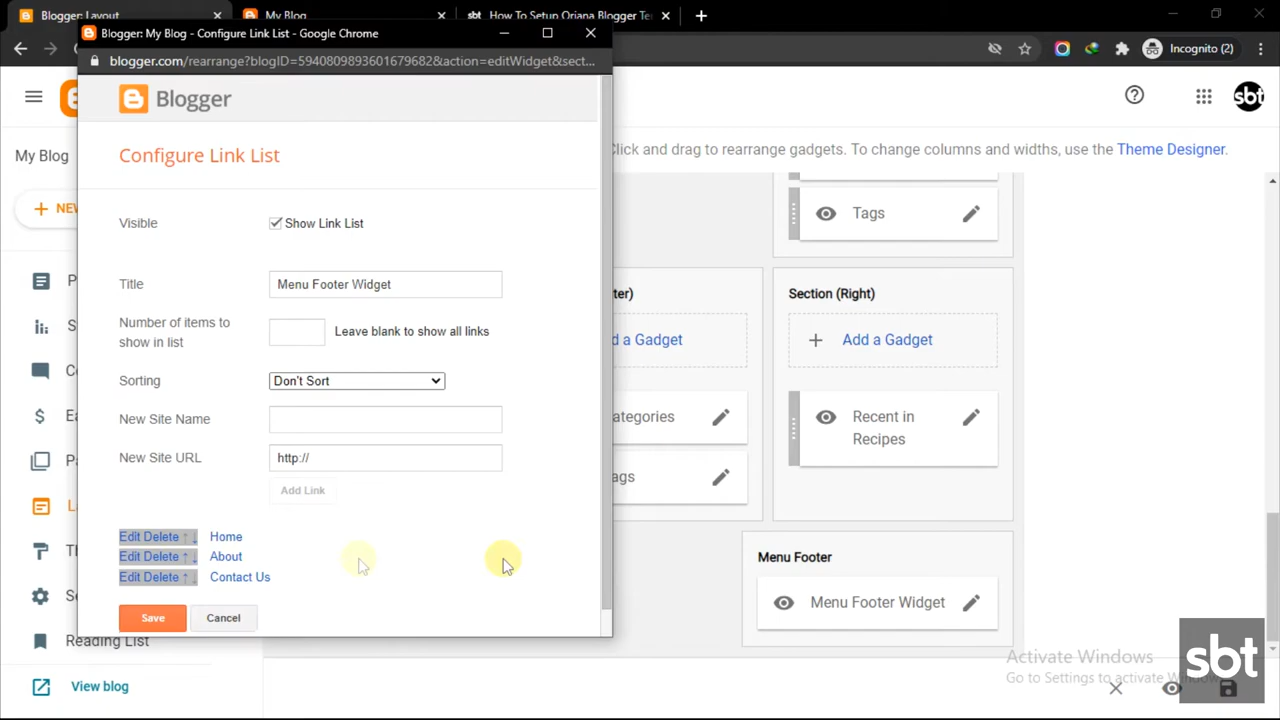 Blogger: Layout
My Blog
sbt How To Setup Oriana Blogger Te
Blogger: My Blog - Configure Link List - Google Chrome
blogger.com/rearrange?blogID=5940809893601679682&action=editWidget&sect...
Incognito (2)
Blogger
sbt
My Blog
Click and drag to rearrange gadgets. To change columns and widths, use the Theme Designer.
Configure Link List
NEW
Visible
Show Link List
Tags
Title
Menu Footer Widget
Section (Right)
Number of items to
show in list
Leave blank to show all links
d a Gadget
Add a Gadget
Sorting
Don't Sort
New Site Name
ategories
Recent in
Recipes
New Site URL
http://
ags
Add Link
Edit Delete ↑ ↓ Home
Edit Delete ↑ ↓ About
Edit Delete ↑ ↓ Contact Us
Menu Footer
Menu Footer Widget
Save
Cancel
Reading List
View blog
Activate Windows
Go to Settings to activate Windows.
sbt